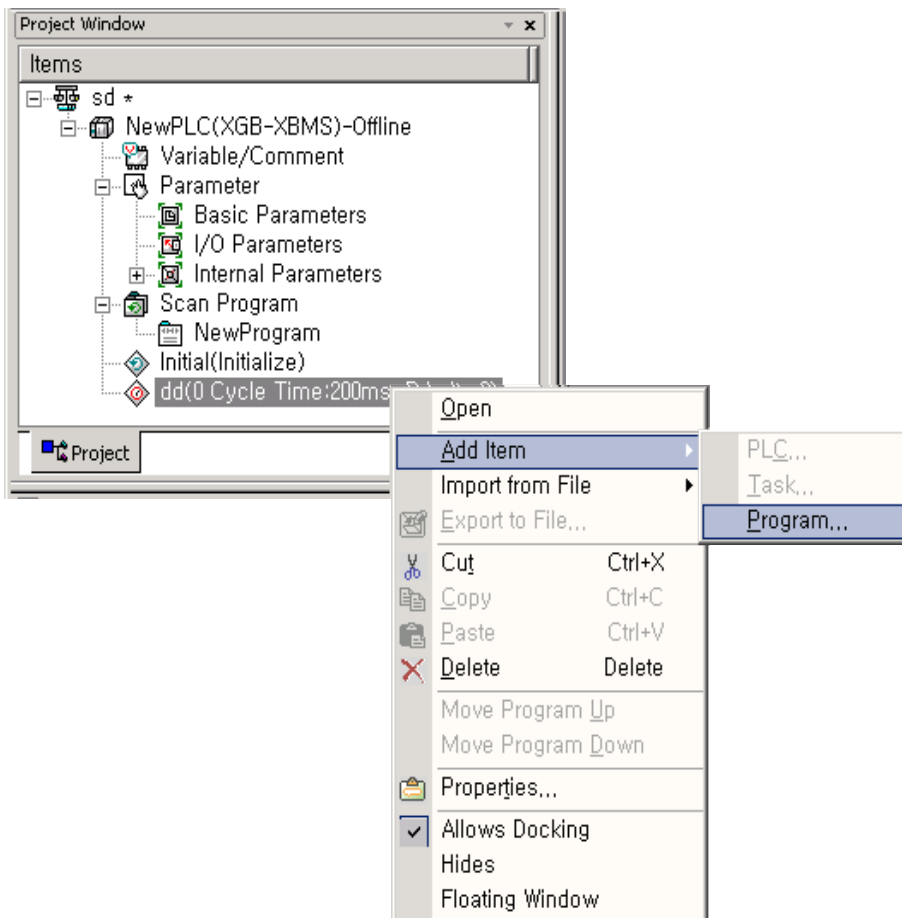 Project Window
Items
sd *
NewPLC(XGB-XBMS)-Offline
Variable/Comment
Parameter
Basic Parameters
I/O Parameters
Internal Parameters
Scan Program
NewProgram
Initial(Initialize)
dd(0 Cycle Time:200ms
Project
Open
Add Item
Import from File
Export to File...
Cut Ctrl+X
Copy Ctrl+C
Paste Ctrl+V
Delete Delete
Move Program Up
Move Program Down
Properties...
Allows Docking
Hides
Floating Window
PLC...
Task...
Program...